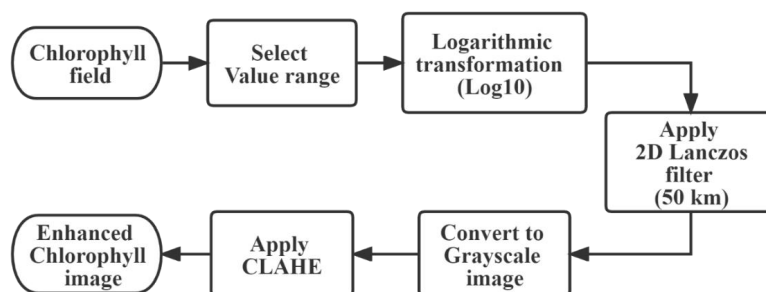 Chlorophyll
field
Select
Value range
Logarithmic
transformation
(Log10)
Apply
2D Lanczos
filter
(50 km)
Convert to
Grayscale
image
Apply
CLAHE
Enhanced
Chlorophyll
image